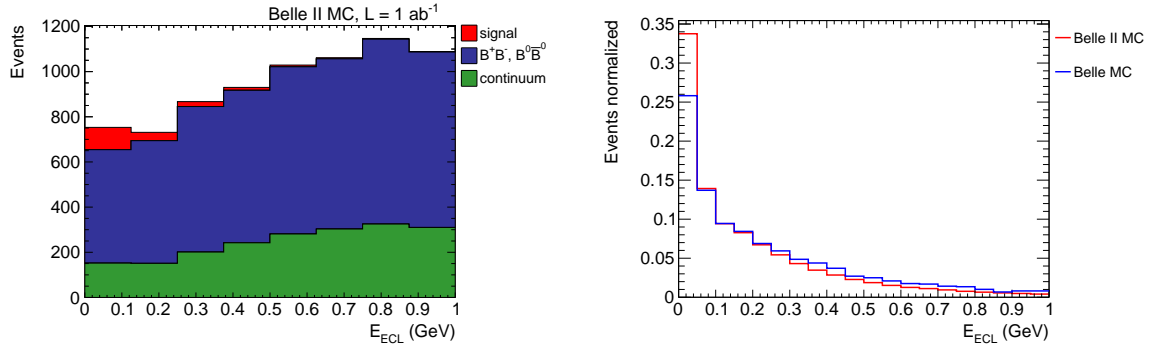 Belle II MC, L = 1 ab⁻¹
Events
1200
1000
800
600
400
200
0
0 0.1 0.2 0.3 0.4 0.5 0.6 0.7 0.8 0.9 1
E_ECL (GeV)
signal
B⁺B⁻, B⁰B̅⁰
continuum
Events normalized
0.35
0.3
0.25
0.2
0.15
0.1
0.05
0
0 0.1 0.2 0.3 0.4 0.5 0.6 0.7 0.8 0.9 1
E_ECL (GeV)
Belle II MC
Belle MC